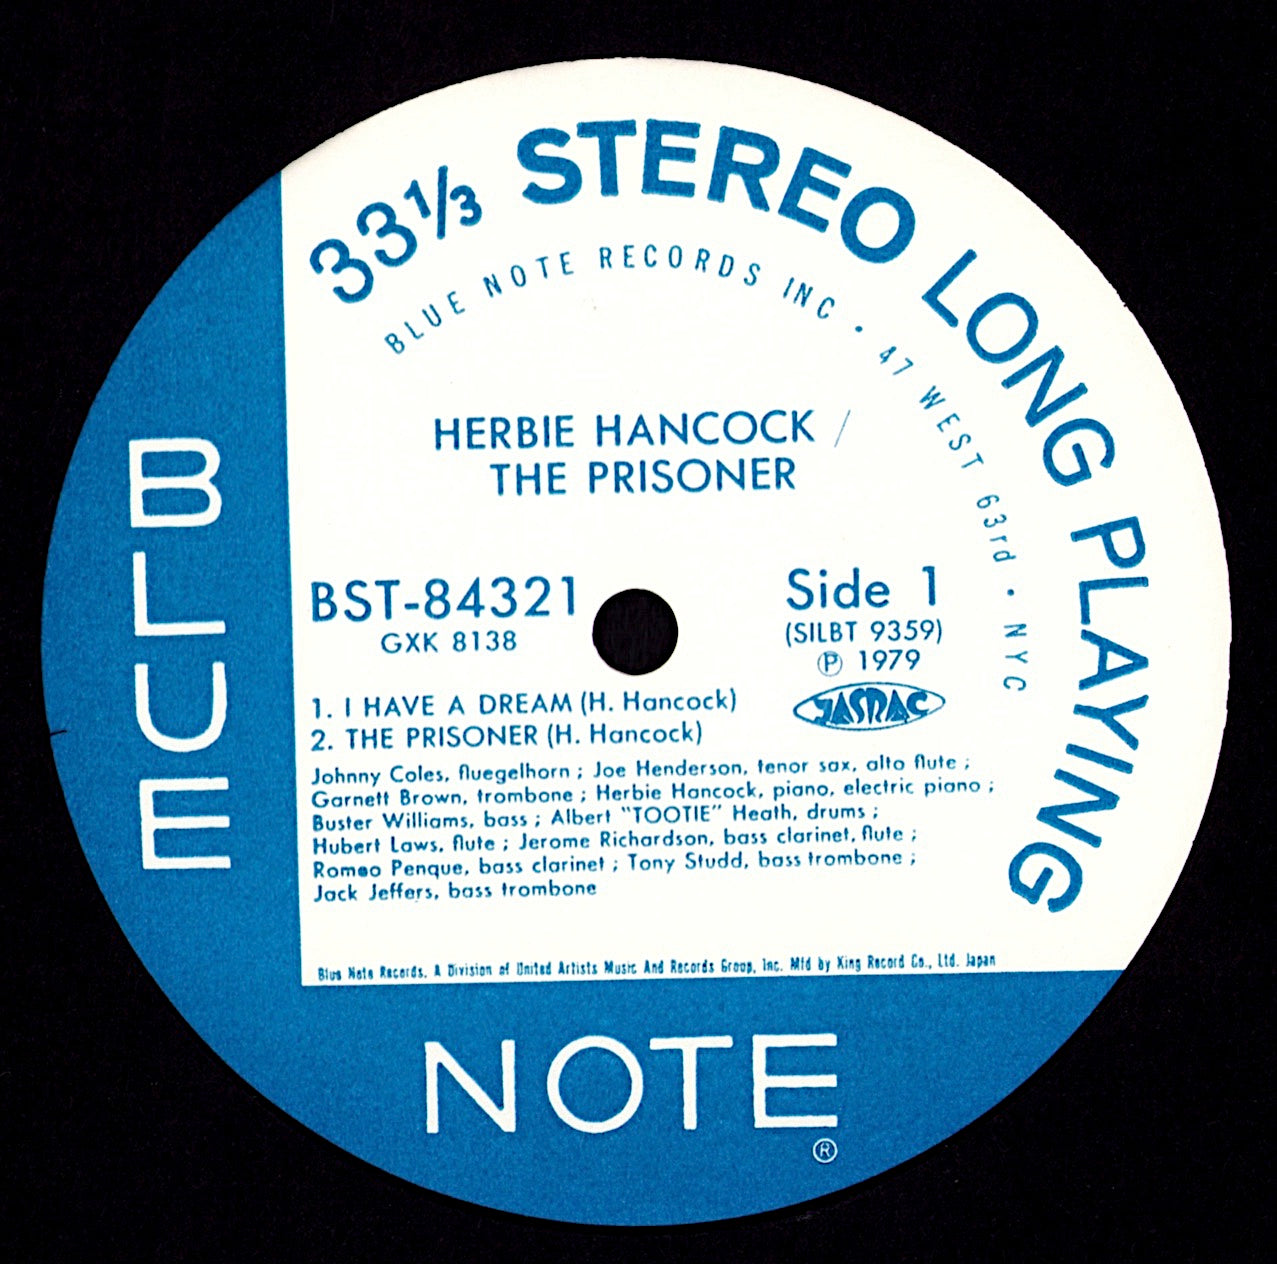 33⅓ STEREO LONG PLAYING
BLUE NOTE RECORDS INC • 47 WEST 63rd • NYC
HERBIE HANCOCK /
THE PRISONER
BST-84321
GXK 8138
Side 1
(SILBT 9359)
Ⓟ 1979
JASRAC
1. I HAVE A DREAM (H. Hancock)
2. THE PRISONER (H. Hancock)
Johnny Coles, fluegelhorn ; Joe Henderson, tenor sax, alto flute ;
Garnett Brown, trombone ; Herbie Hancock, piano, electric piano ;
Buster Williams, bass ; Albert "TOOTIE" Heath, drums ;
Hubert Laws, flute ; Jerome Richardson, bass clarinet, flute ;
Romeo Penque, bass clarinet ; Tony Studd, bass trombone ;
Jack Jeffers, bass trombone
Blue Note Records, A Division of United Artists Music And Records Group, Inc. Mfd by King Record Co., Ltd. Japan
BLUE
NOTE
®